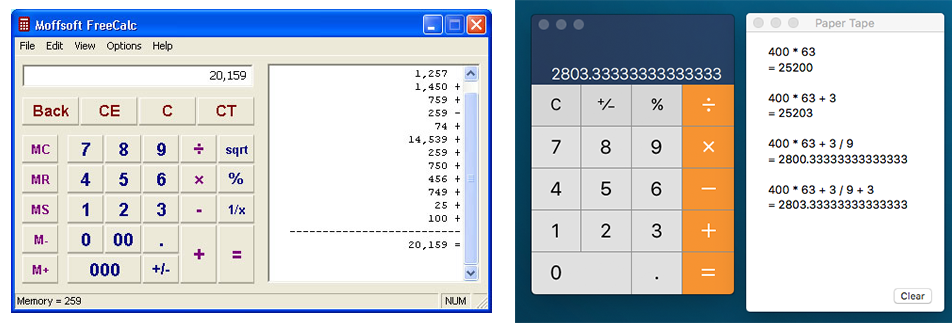 Moffsoft FreeCalc
File Edit View Options Help
20,159
Back CE C CT
MC 7 8 9 ÷ sqrt
MR 4 5 6 × %
MS 1 2 3 - 1/x
M- 0 00 . + =
M+ 000 +/-
1,257
1,450 +
759 +
259 -
74 +
14,539 +
259 +
750 +
456 +
749 +
25 +
100 +
--------------------------
20,159 =
Memory = 259
NUM
2803.33333333333333
C +/− % ÷
7 8 9 ×
4 5 6 −
1 2 3 +
0 . =
Paper Tape
400 * 63
= 25200
400 * 63 + 3
= 25203
400 * 63 + 3 / 9
= 2800.33333333333333
400 * 63 + 3 / 9 + 3
= 2803.33333333333333
Clear